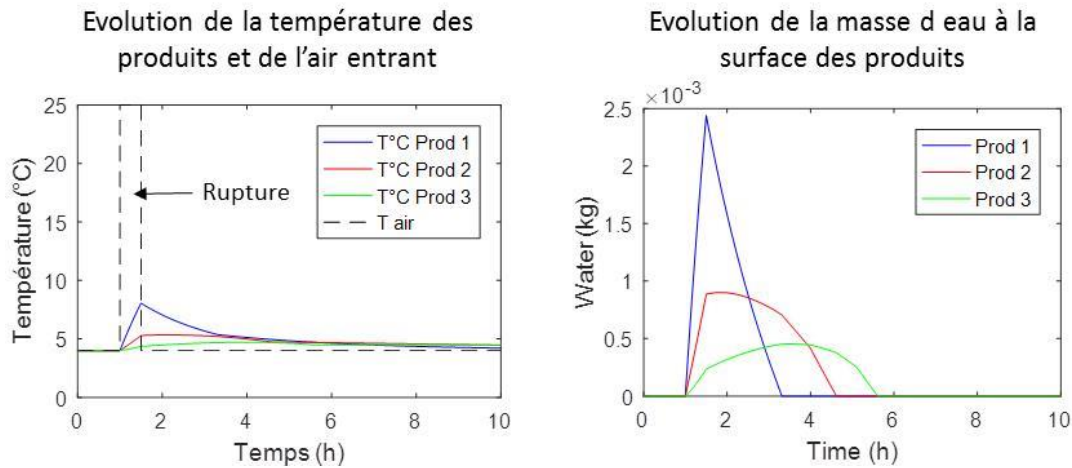 Evolution de la température des
produits et de l'air entrant
25
20
15
10
5
0
Température (°C)
T°C Prod 1
T°C Prod 2
T°C Prod 3
T air
Rupture
0 2 4 6 8 10
Temps (h)
Evolution de la masse d eau à la
surface des produits
×10-3
2.5
2
1.5
1
0.5
0
Water (kg)
Prod 1
Prod 2
Prod 3
0 2 4 6 8 10
Time (h)